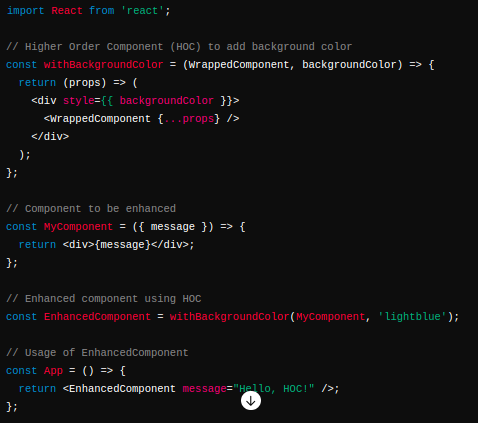 import React from 'react';

// Higher Order Component (HOC) to add background color
const withBackgroundColor = (WrappedComponent, backgroundColor) => {
  return (props) => (
    <div style={{ backgroundColor }}>
      <WrappedComponent {...props} />
    </div>
  );
};

// Component to be enhanced
const MyComponent = ({ message }) => {
  return <div>{message}</div>;
};

// Enhanced component using HOC
const EnhancedComponent = withBackgroundColor(MyComponent, 'lightblue');

// Usage of EnhancedComponent
const App = () => {
  return <EnhancedComponent message="Hello, HOC!" />;
};